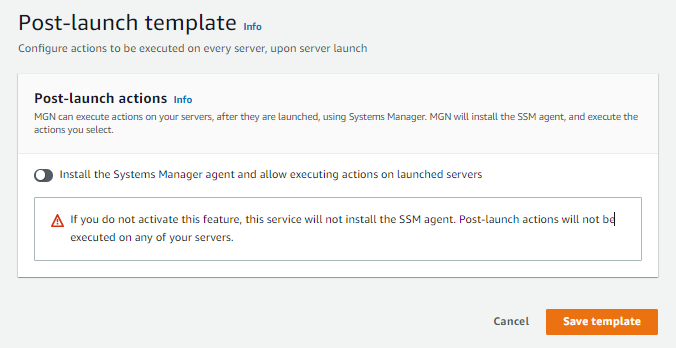 Post-launch template Info
Configure actions to be executed on every server, upon server launch
Post-launch actions Info
MGN can execute actions on your servers, after they are launched, using Systems Manager. MGN will install the SSM agent, and execute the
actions you select.
Install the Systems Manager agent and allow executing actions on launched servers
If you do not activate this feature, this service will not install the SSM agent. Post-launch actions will not be
executed on any of your servers.
Cancel Save template